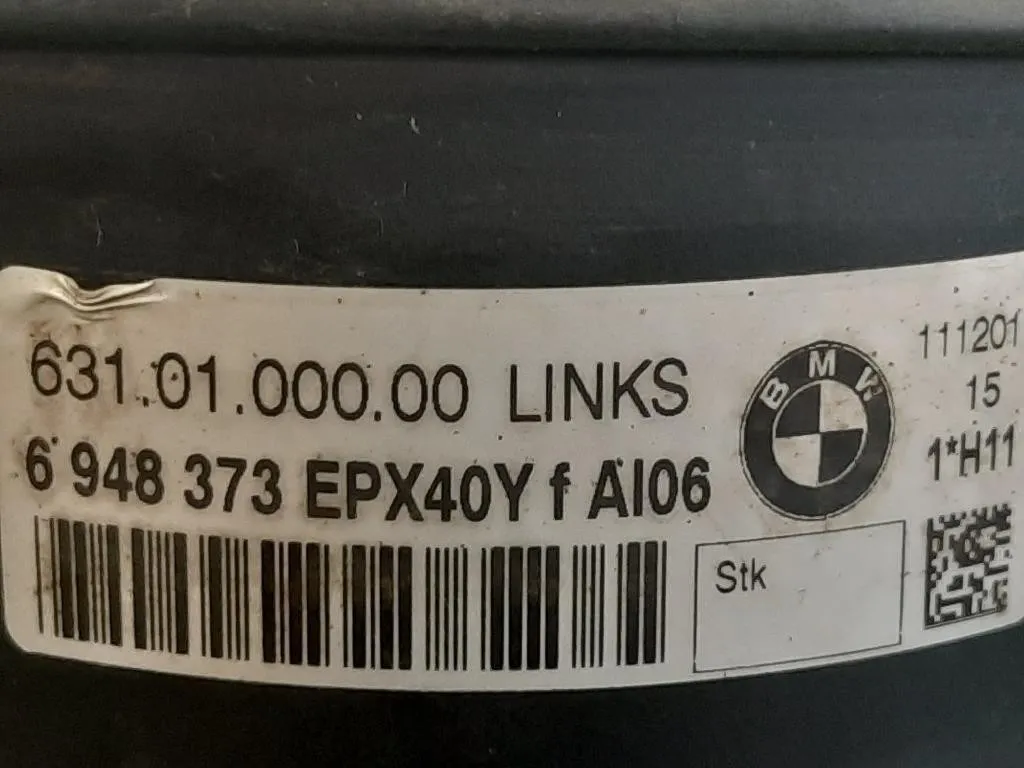 631.01.000.00 LINKS
6 948 373 EPX40Y f AI06
BMW
111201
15
1*H11
Stk